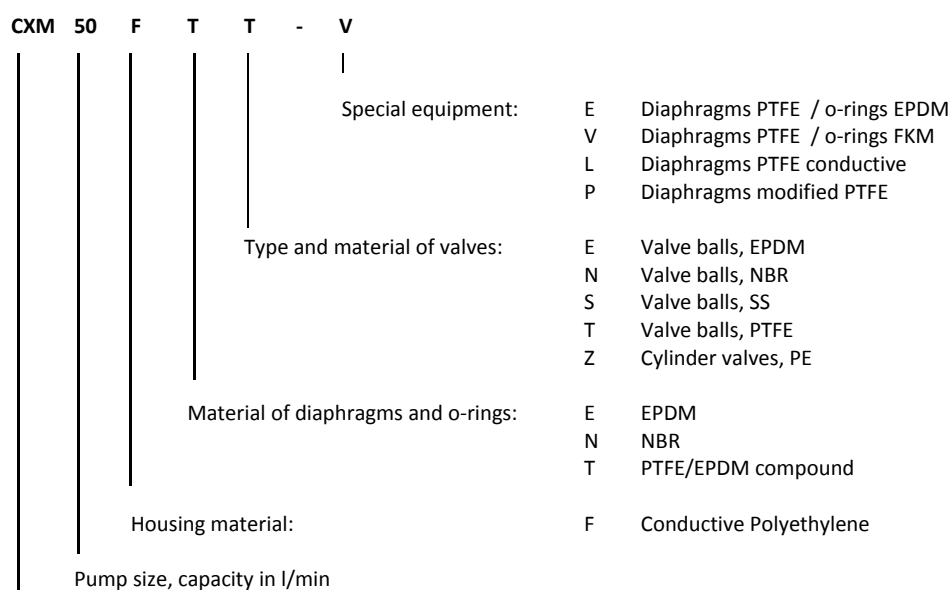 CXM 50 F T T - V
Special equipment: E Diaphragms PTFE / o-rings EPDM
V Diaphragms PTFE / o-rings FKM
L Diaphragms PTFE conductive
P Diaphragms modified PTFE
Type and material of valves: E Valve balls, EPDM
N Valve balls, NBR
S Valve balls, SS
T Valve balls, PTFE
Z Cylinder valves, PE
Material of diaphragms and o-rings: E EPDM
N NBR
T PTFE/EPDM compound
Housing material: F Conductive Polyethylene
Pump size, capacity in l/min